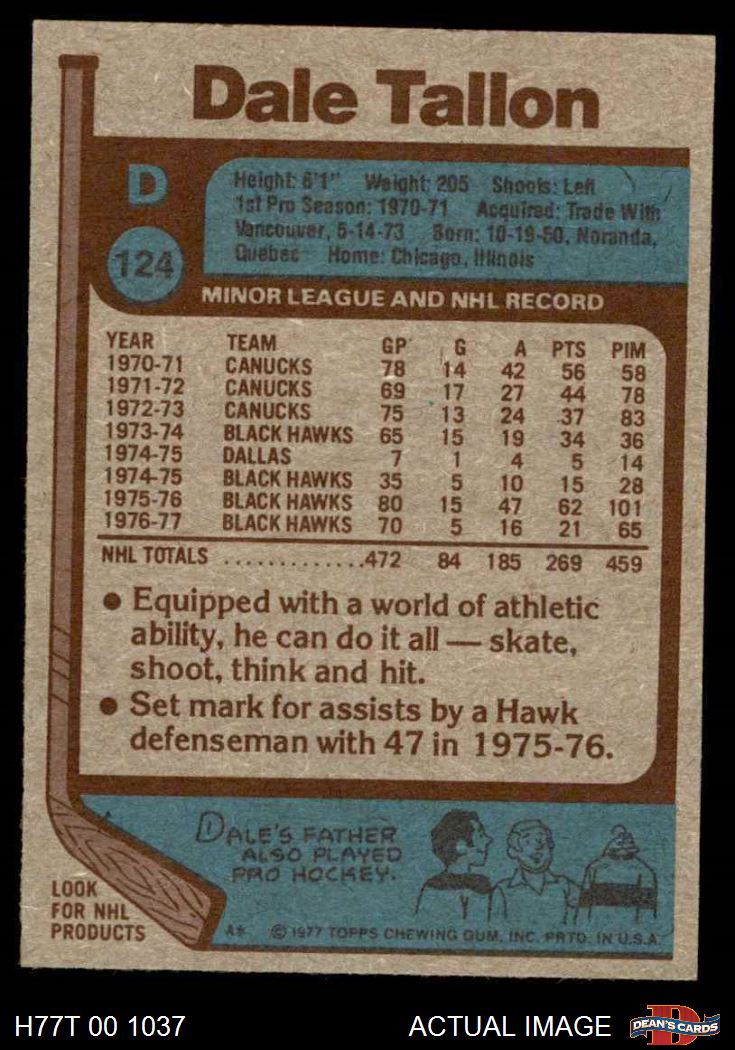 Dale Tallon
D
124
Height: 6'1" Weight: 205 Shoots: Left
1st Pro Season: 1970-71 Acquired: Trade With
Vancouver, 5-14-73 Born: 10-19-50, Noranda,
Quebec Home: Chicago, Illinois
MINOR LEAGUE AND NHL RECORD
YEAR TEAM GP G A PTS PIM
1970-71 CANUCKS 78 14 42 56 58
1971-72 CANUCKS 69 17 27 44 78
1972-73 CANUCKS 75 13 24 37 83
1973-74 BLACK HAWKS 65 15 19 34 36
1974-75 DALLAS 7 1 4 5 14
1974-75 BLACK HAWKS 35 5 10 15 28
1975-76 BLACK HAWKS 80 15 47 62 101
1976-77 BLACK HAWKS 70 5 16 21 65
NHL TOTALS .............472 84 185 269 459
● Equipped with a world of athletic
ability, he can do it all — skate,
shoot, think and hit.
● Set mark for assists by a Hawk
defenseman with 47 in 1975-76.
DALE'S FATHER
ALSO PLAYED
PRO HOCKEY.
LOOK
FOR NHL
PRODUCTS
A* © 1977 TOPPS CHEWING GUM, INC. PRTD. IN U.S.A.
H77T 00 1037 ACTUAL IMAGE
D
DEAN'S CARDS